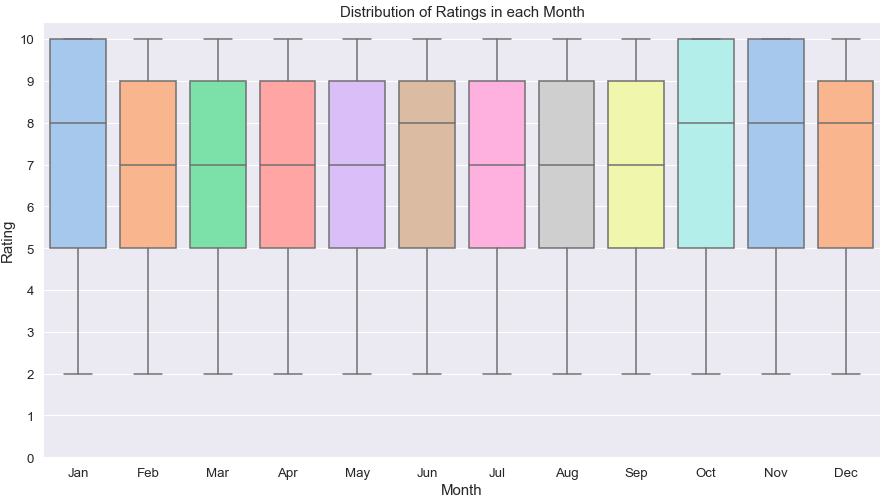 Distribution of Ratings in each Month
10
9
8
7
6
5
4
3
2
1
0
Rating
Jan Feb Mar Apr May Jun Jul Aug Sep Oct Nov Dec
Month